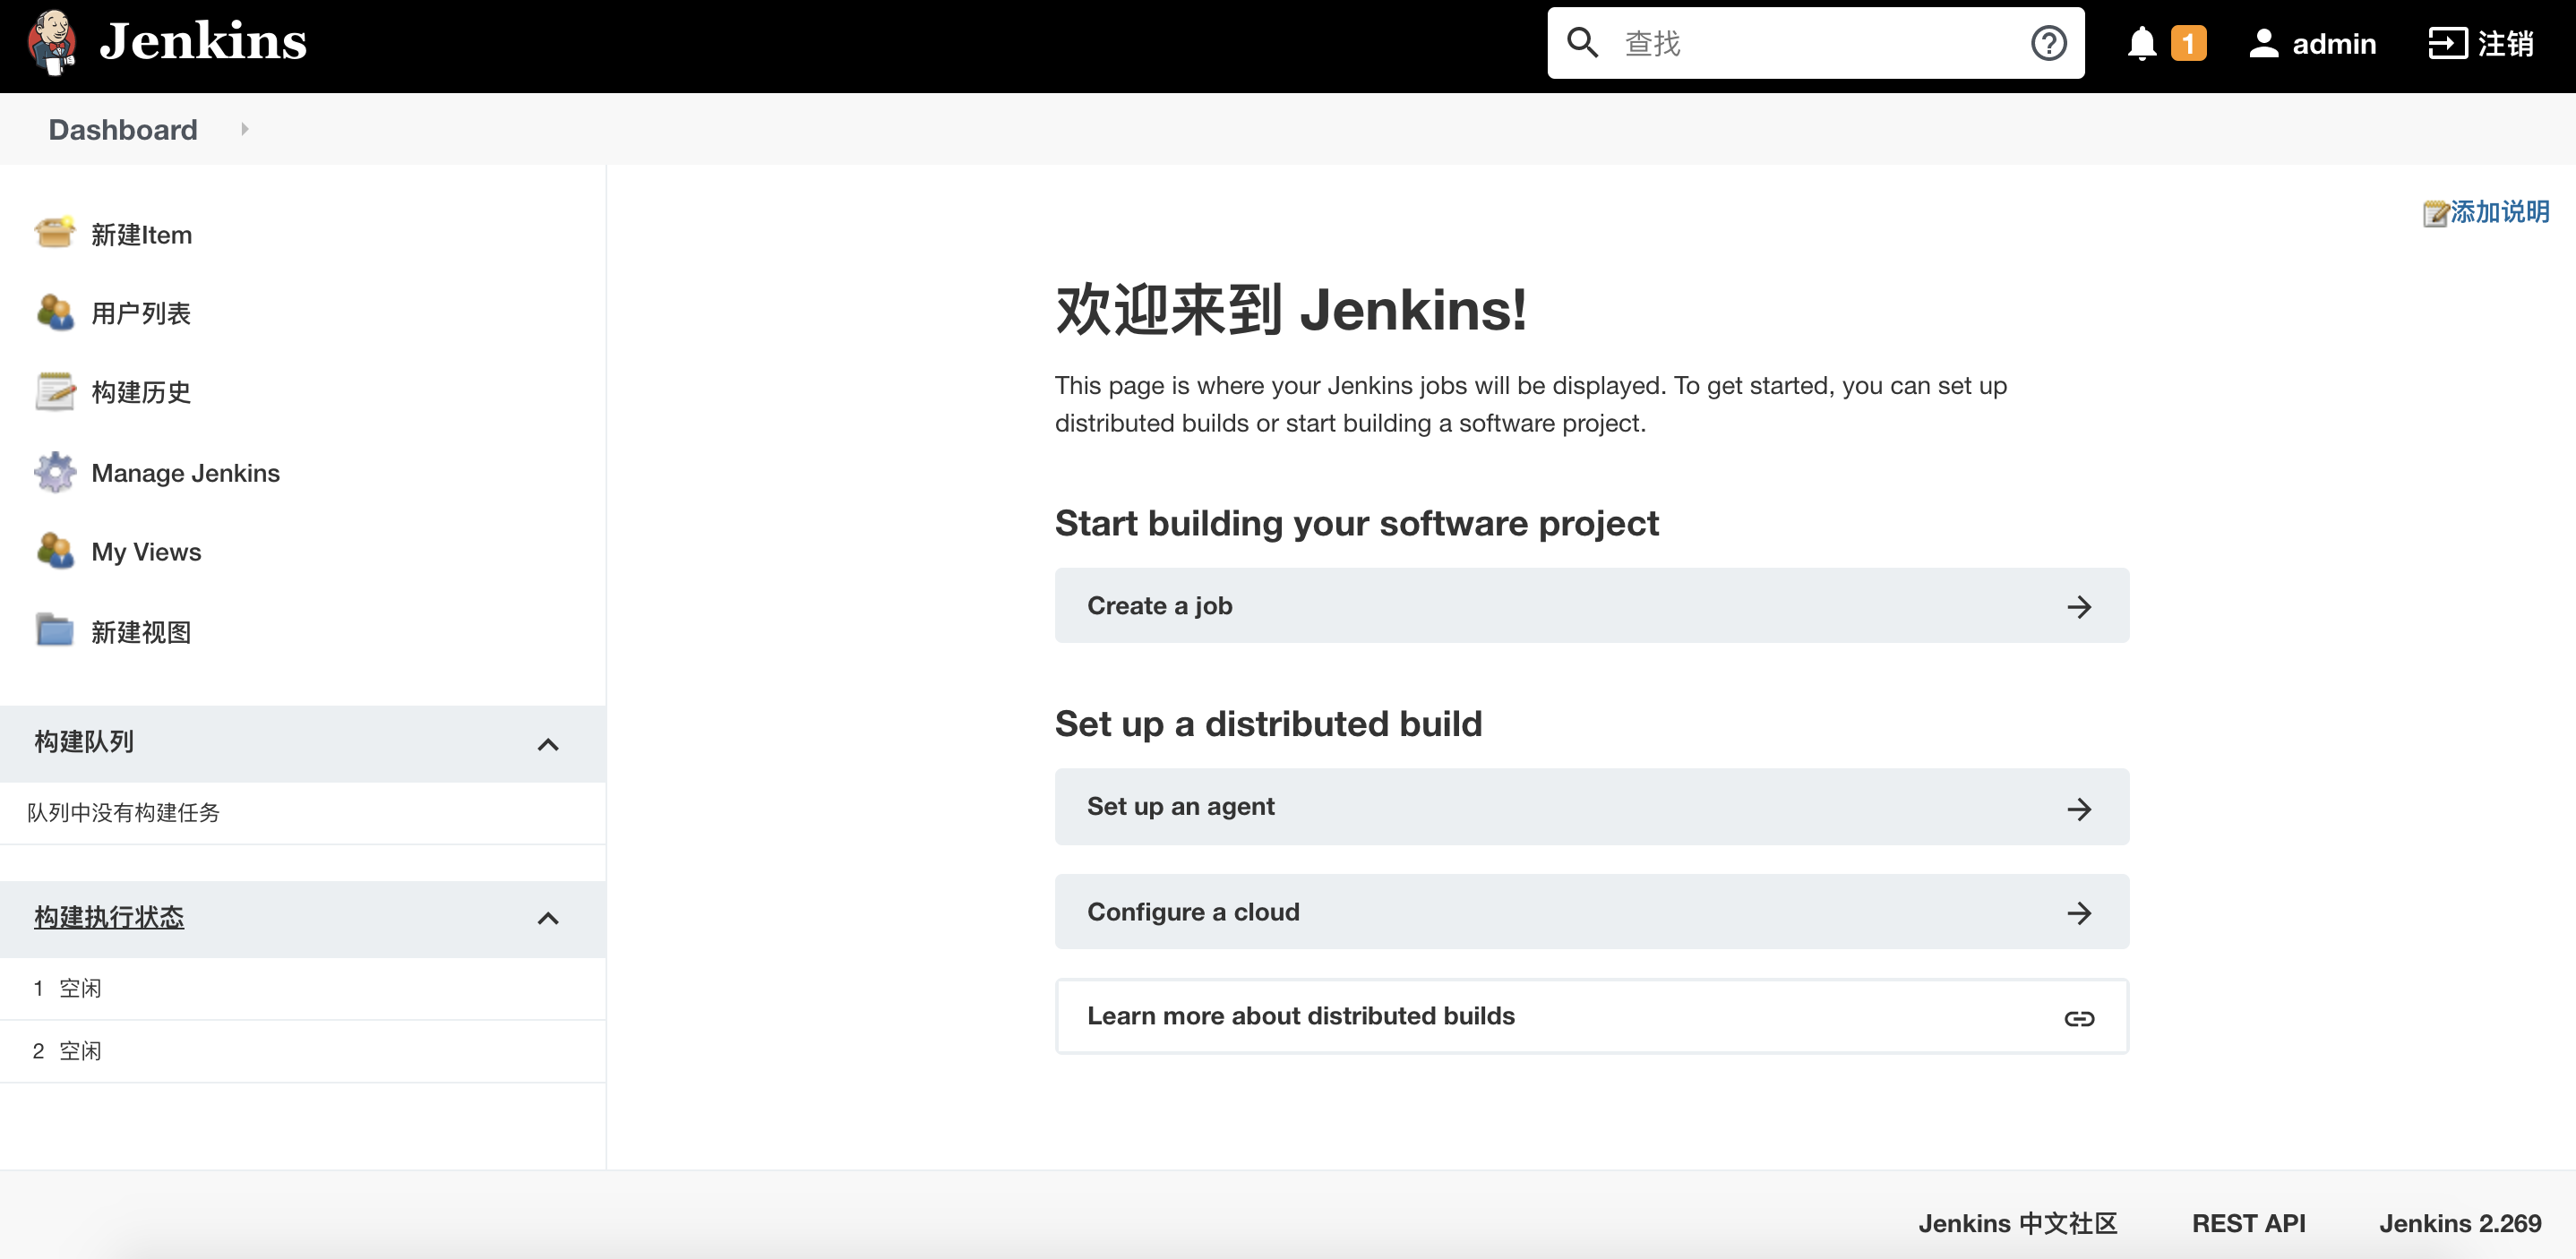 Jenkins
查找
1
admin
注销
Dashboard
新建Item
用户列表
构建历史
Manage Jenkins
My Views
新建视图
构建队列
队列中没有构建任务
构建执行状态
1 空闲
2 空闲
添加说明
欢迎来到 Jenkins!
This page is where your Jenkins jobs will be displayed. To get started, you can set up
distributed builds or start building a software project.
Start building your software project
Create a job
Set up a distributed build
Set up an agent
Configure a cloud
Learn more about distributed builds
Jenkins 中文社区
REST API
Jenkins 2.269